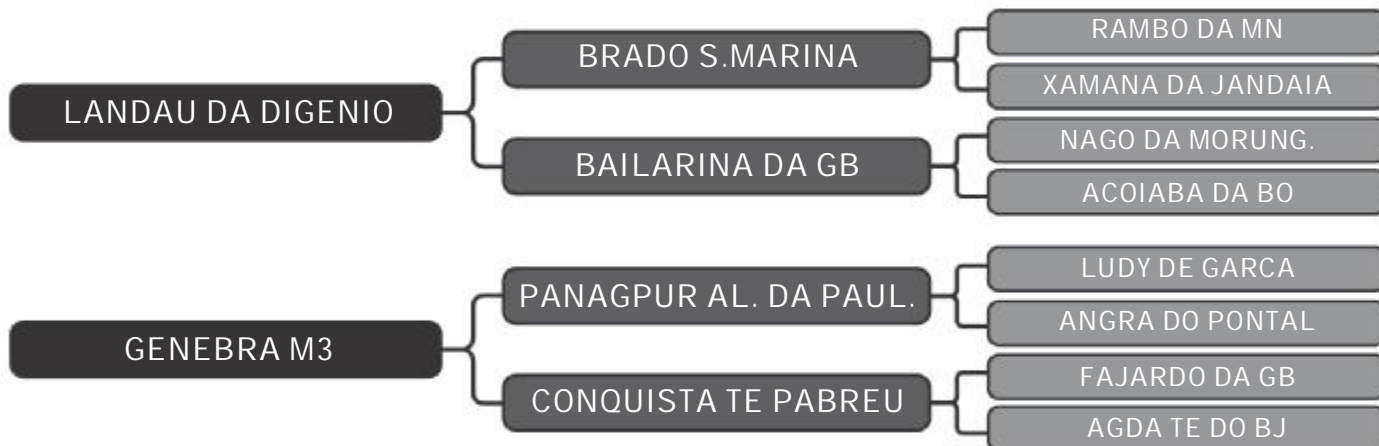 LANDAU DA DIGENIO
BRADO S.MARINA
RAMBO DA MN
XAMANA DA JANDAIA
BAILARINA DA GB
NAGO DA MORUNG.
ACOIABA DA BO
GENEBRA M3
PANAGPUR AL. DA PAUL.
LUDY DE GARCA
ANGRA DO PONTAL
CONQUISTA TE PABREU
FAJARDO DA GB
AGDA TE DO BJ